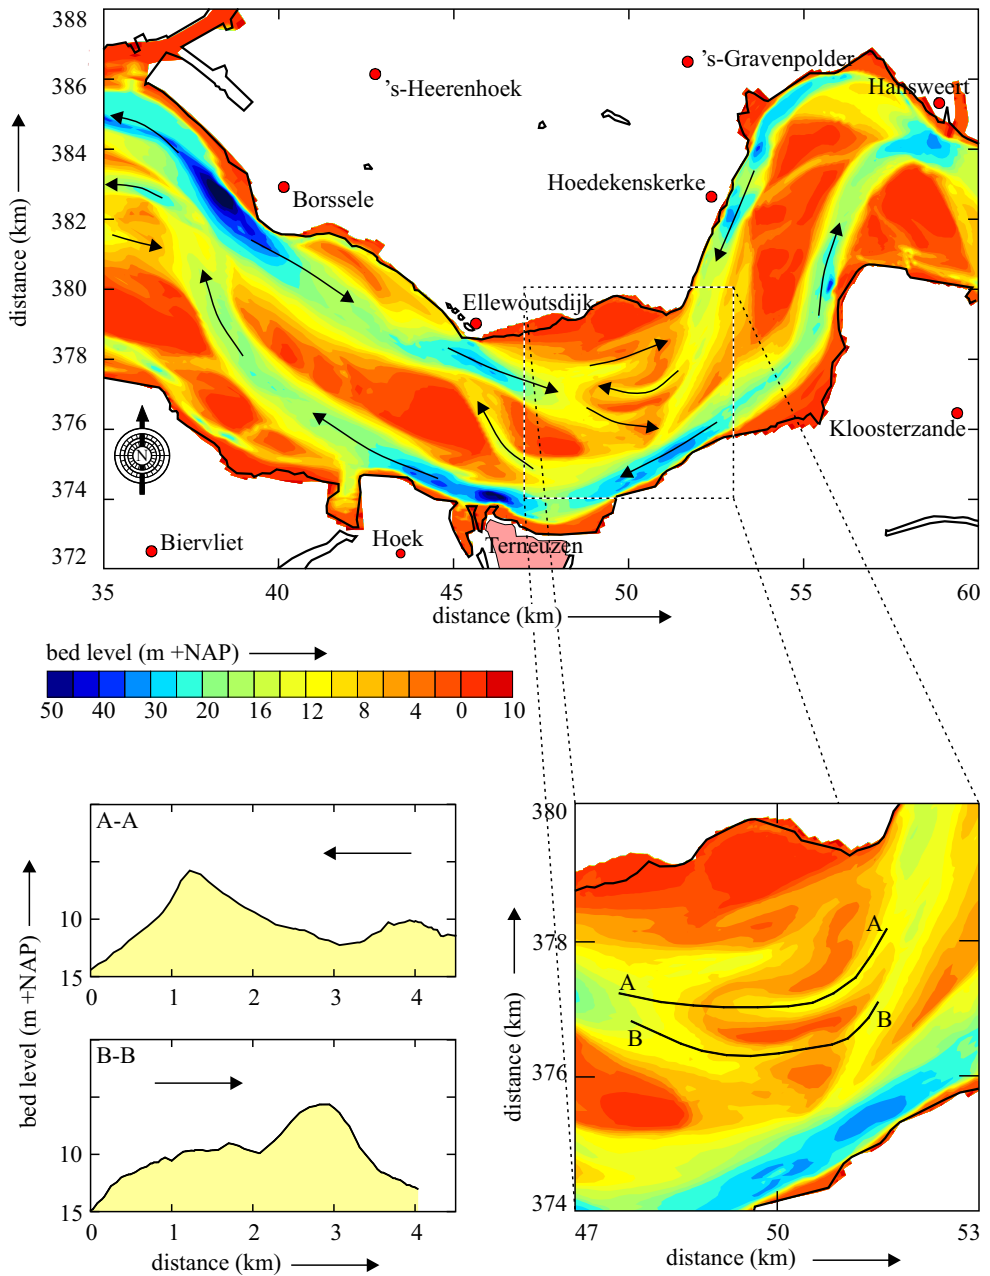 388
386
384
382
380
378
376
374
372
distance (km)
's-Heerenhoek
's-Gravenpolder
Hansweert
Borssele
Hoedekenskerke
Ellewoutsdijk
Kloosterzande
N
Biervliet
Hoek
Terneuzen
35
40
45
50
55
60
distance (km)
bed level (m +NAP)
50
40
30
20
16
12
8
4
0
10
A-A
10
15
0
1
2
3
4
B-B
10
15
0
1
2
3
4
bed level (m +NAP)
distance (km)
380
378
376
374
distance (km)
A
A
B
B
47
50
53
distance (km)